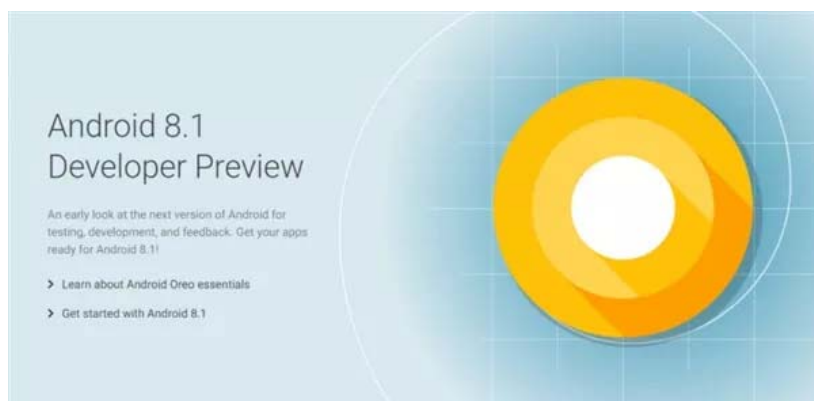 Android 8.1
Developer Preview
An early look at the next version of Android for
testing, development, and feedback. Get your apps
ready for Android 8.1!
Learn about Android Oreo essentials
Get started with Android 8.1